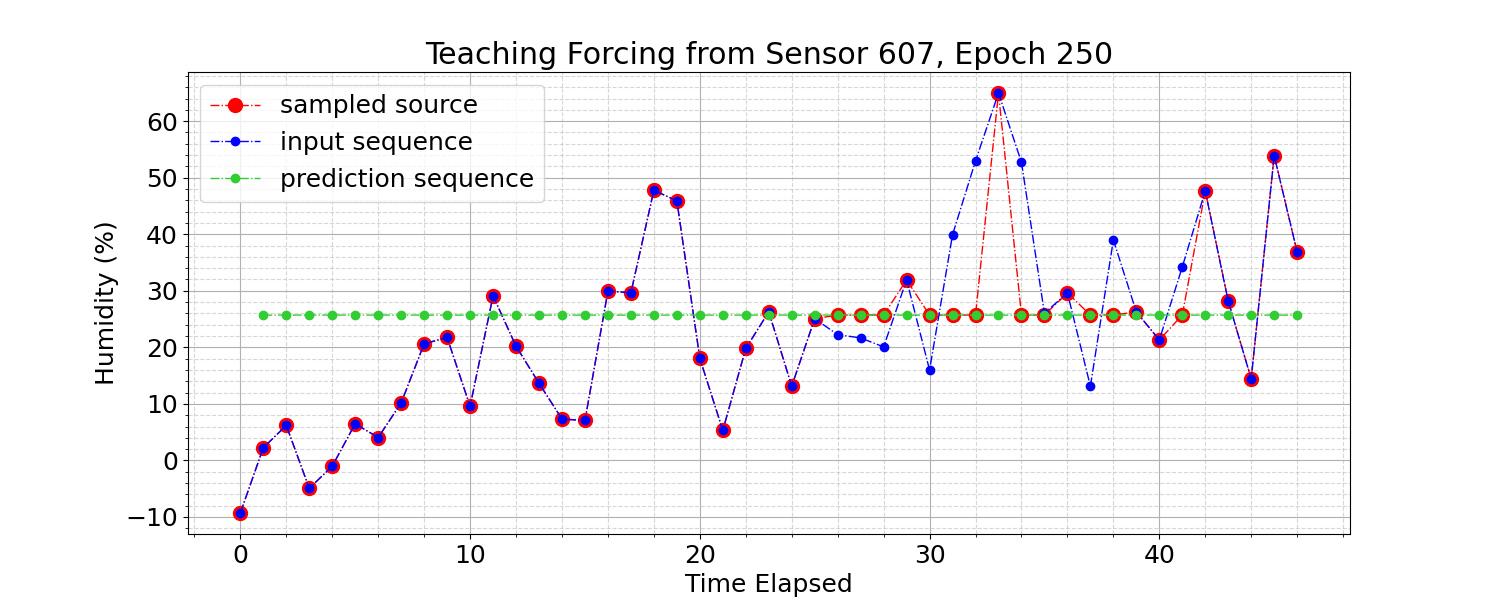 Teaching Forcing from Sensor 607, Epoch 250
sampled source
input sequence
prediction sequence
Humidity (%)
60
50
40
30
20
10
0
−10
0 10 20 30 40
Time Elapsed